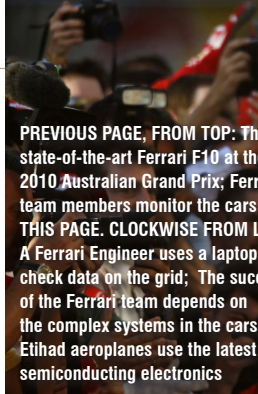 PREVIOUS PAGE, FROM TOP: Th
state-of-the-art Ferrari F10 at the
2010 Australian Grand Prix; Ferr
team members monitor the cars
THIS PAGE. CLOCKWISE FROM L
A Ferrari Engineer uses a laptop
check data on the grid;  The succ
of the Ferrari team depends on
the complex systems in the cars
Etihad aeroplanes use the latest
semiconducting electronics